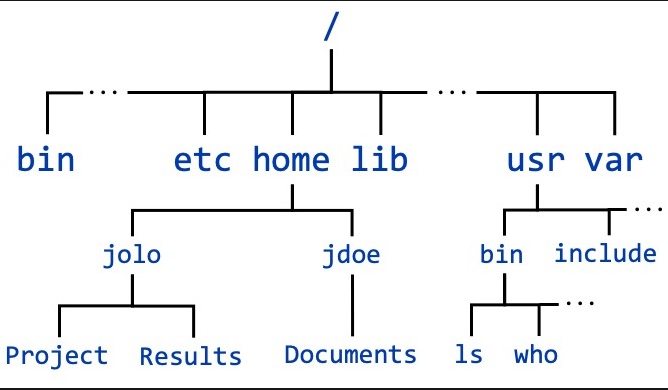 /
... ...
bin etc home lib usr var
...
jolo jdoe bin include
...
Project Results Documents ls who